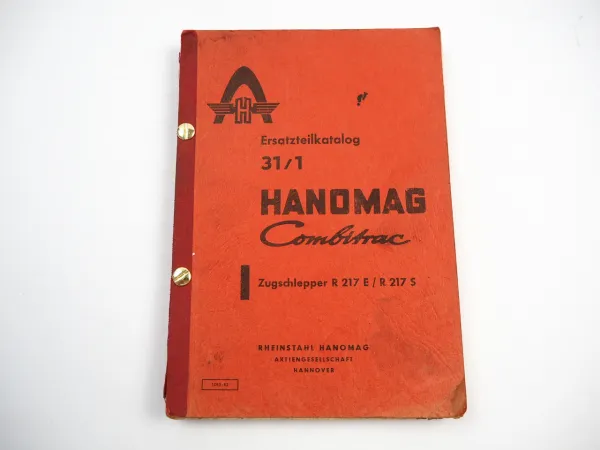 H
Ersatzteilkatalog
31/1
HANOMAG
Combitrac
Zugschlepper R 217 E / R 217 S
RHEINSTAHL HANOMAG
AKTIENGESELLSCHAFT
HANNOVER